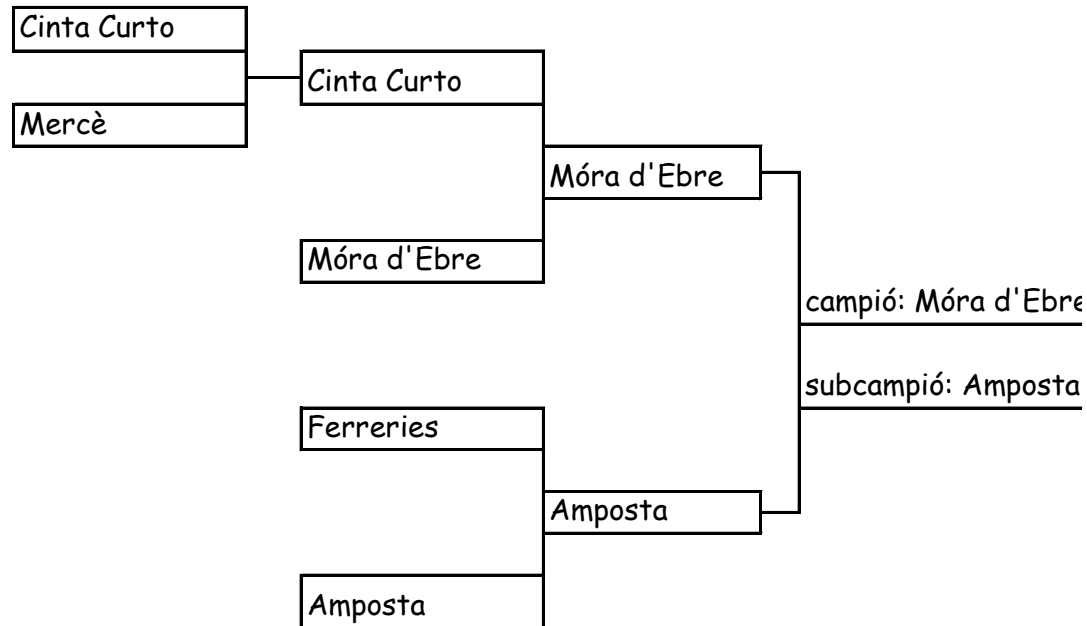 Cinta Curto
Cinta Curto
Mercè
Móra d'Ebre
Móra d'Ebre
campió: Móra d'Ebre
subcampió: Amposta
Ferreries
Amposta
Amposta